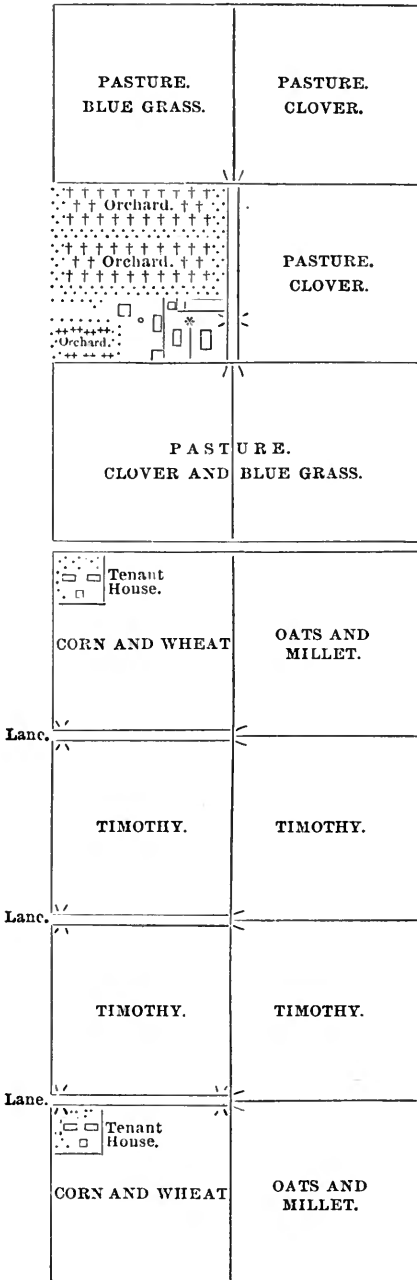 PASTURE.
BLUE GRASS.
PASTURE.
CLOVER.
Orchard.
Orchard.
PASTURE.
CLOVER.
Orchard.
PASTURE.
CLOVER AND BLUE GRASS.
Tenant
House.
CORN AND WHEAT
OATS AND
MILLET.
Lane.
TIMOTHY.
TIMOTHY.
Lane.
TIMOTHY.
TIMOTHY.
Lane.
Tenant
House.
CORN AND WHEAT
OATS AND
MILLET.